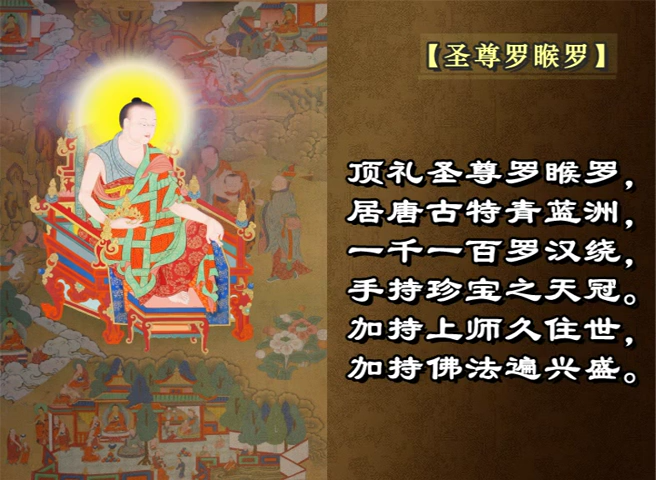 【圣尊罗睺罗】
顶礼圣尊罗睺罗，
居唐古特青蓝洲，
一千一百罗汉绕，
手持珍宝之天冠。
加持上师久住世，
加持佛法遍兴盛。